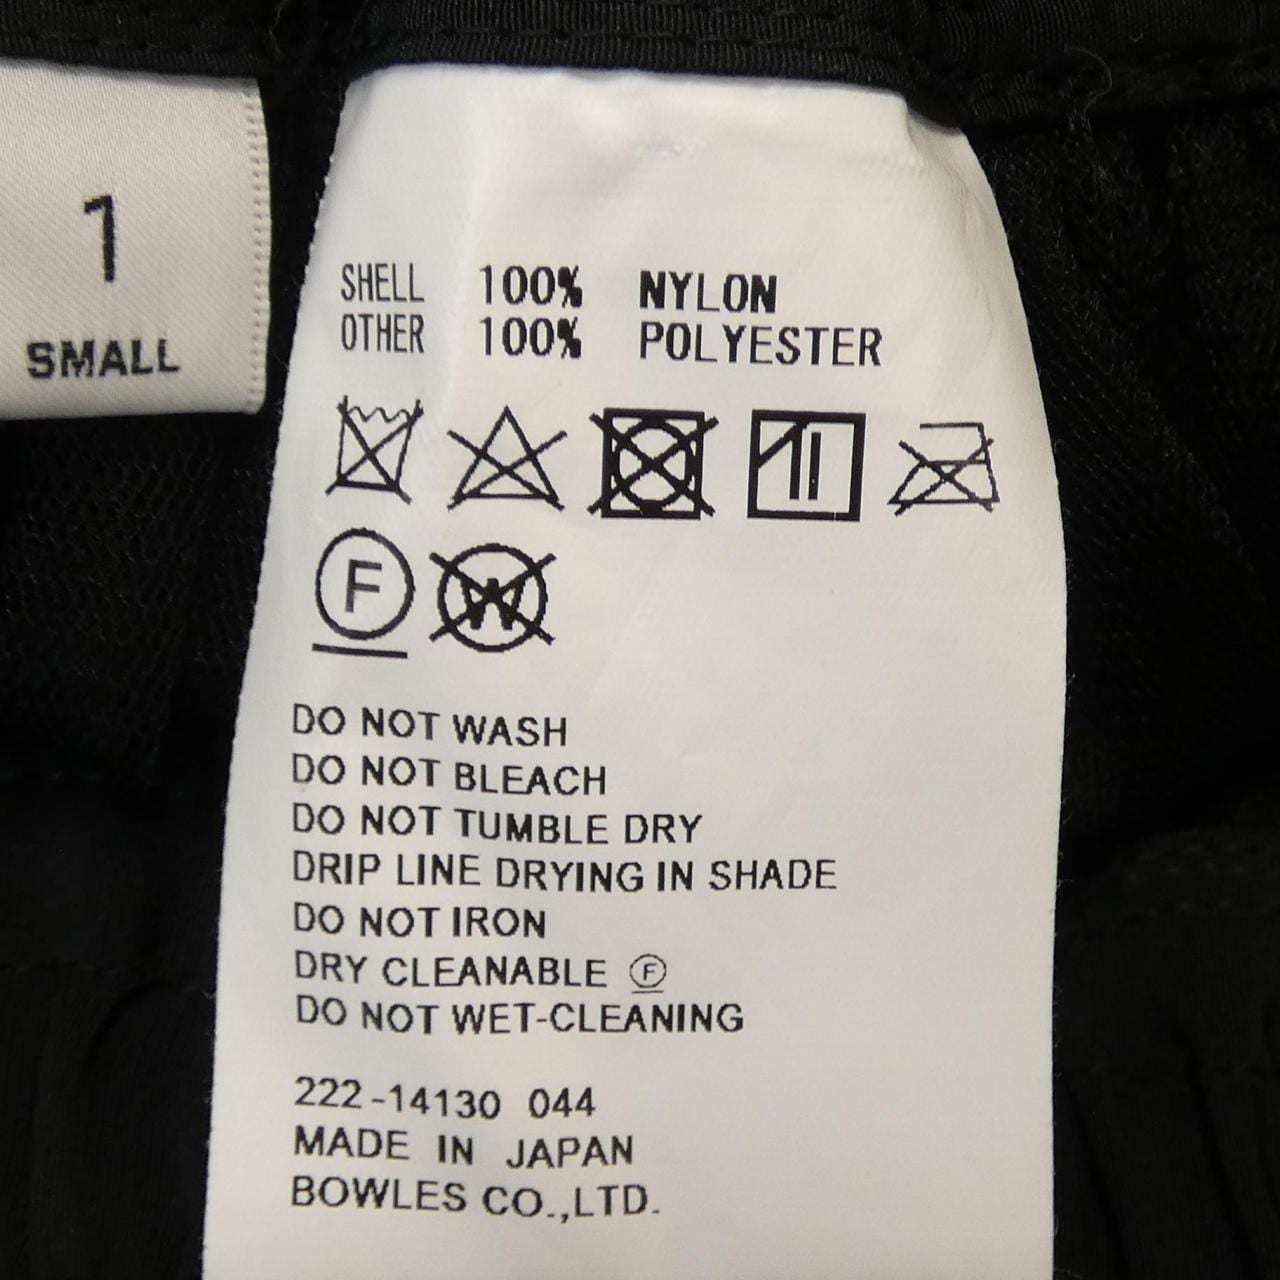 1
SMALL
SHELL 100% NYLON
OTHER 100% POLYESTER
F W
DO NOT WASH
DO NOT BLEACH
DO NOT TUMBLE DRY
DRIP LINE DRYING IN SHADE
DO NOT IRON
DRY CLEANABLE Ⓕ
DO NOT WET-CLEANING
222-14130 044
MADE IN JAPAN
BOWLES CO.,LTD.